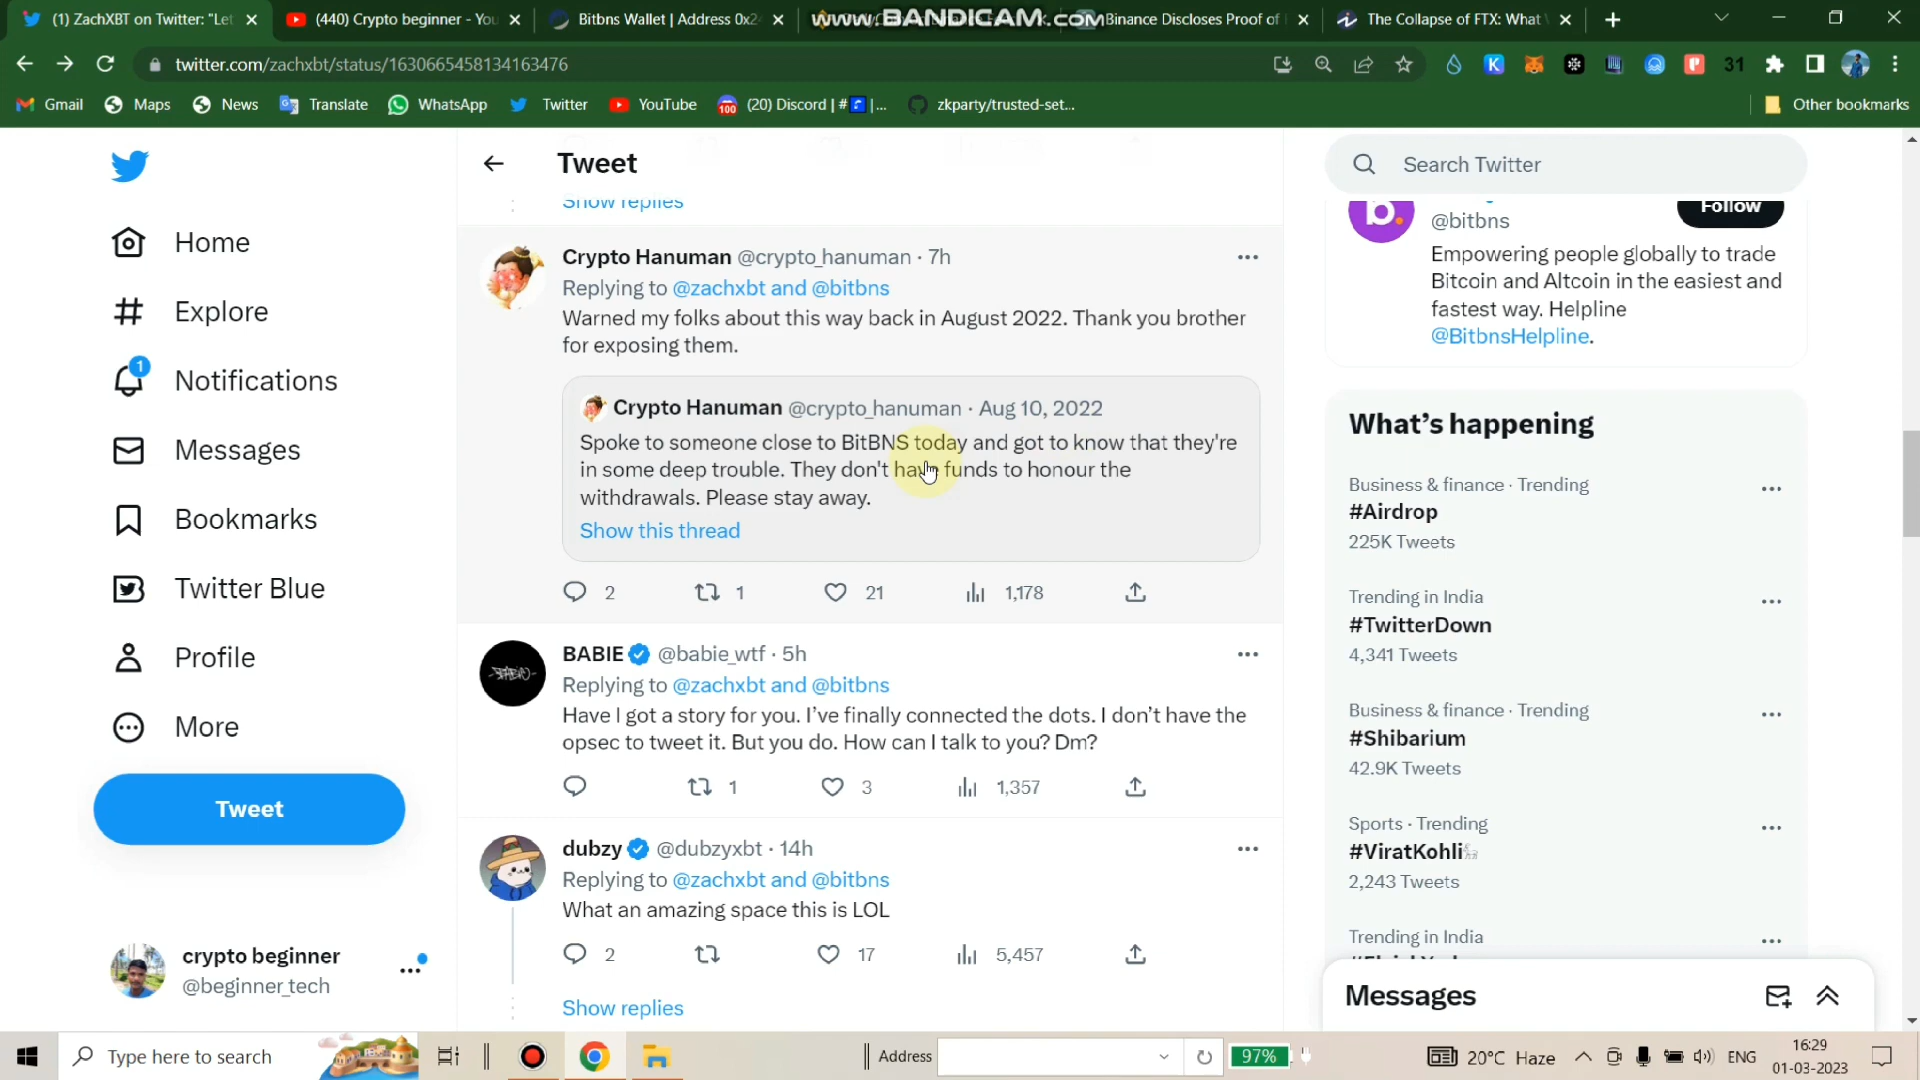 (1) ZachXBT on Twitter: "Let
(440) Crypto beginner - You
Bitbns Wallet | Address 0x2
www.BANDICAM.com
Binance Discloses Proof of
The Collapse of FTX: What
twitter.com/zachxbt/status/1630665458134163476
31
Gmail
Maps
News
Translate
WhatsApp
Twitter
YouTube
100
(20) Discord | # | ...
zkparty/trusted-set...
Other bookmarks
Home
Explore
1
Notifications
Messages
Bookmarks
Twitter Blue
Profile
More
Tweet
crypto beginner
@beginner_tech
Tweet
Show replies
Crypto Hanuman @crypto_hanuman · 7h
Replying to @zachxbt and @bitbns
Warned my folks about this way back in August 2022. Thank you brother
for exposing them.
Crypto Hanuman @crypto_hanuman · Aug 10, 2022
Spoke to someone close to BitBNS today and got to know that they're
in some deep trouble. They don't have funds to honour the
withdrawals. Please stay away.
Show this thread
2 1 21 1,178
BABIE @babie_wtf · 5h
Replying to @zachxbt and @bitbns
Have I got a story for you. I've finally connected the dots. I don't have the
opsec to tweet it. But you do. How can I talk to you? Dm?
1 3 1,357
dubzy @dubzyxbt · 14h
Replying to @zachxbt and @bitbns
What an amazing space this is LOL
2 17 5,457
Show replies
Search Twitter
b.
Follow
@bitbns
Empowering people globally to trade
Bitcoin and Altcoin in the easiest and
fastest way. Helpline
@BitbnsHelpline.
What's happening
Business & finance · Trending
#Airdrop
225K Tweets
Trending in India
#TwitterDown
4,341 Tweets
Business & finance · Trending
#Shibarium
42.9K Tweets
Sports · Trending
#ViratKohli
2,243 Tweets
Trending in India
Messages
Type here to search
Address
97%
20°C Haze
ENG
16:29
01-03-2023